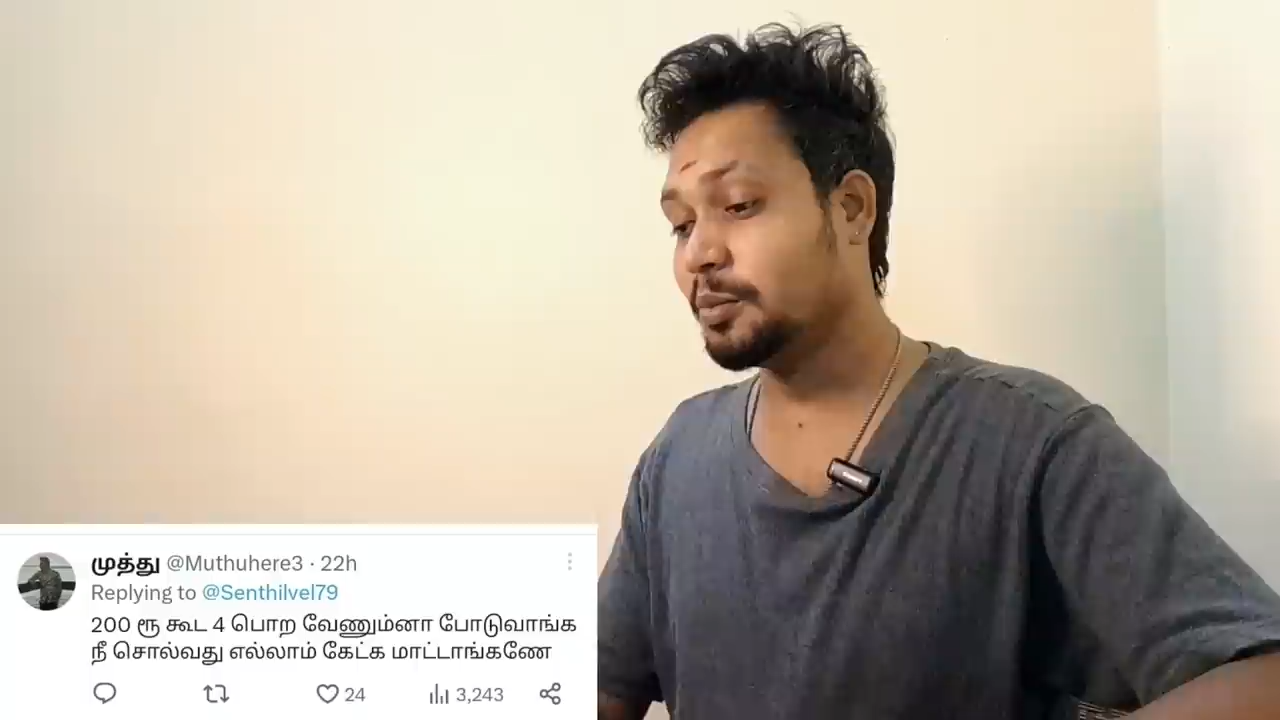 முத்து @Muthuhere3 · 22h
Replying to @Senthilvel79
200 ரூ கூட 4 பொற வேணும்னா போடுவாங்க
நீ சொல்வது எல்லாம் கேட்க மாட்டாங்கணே
24 3,243